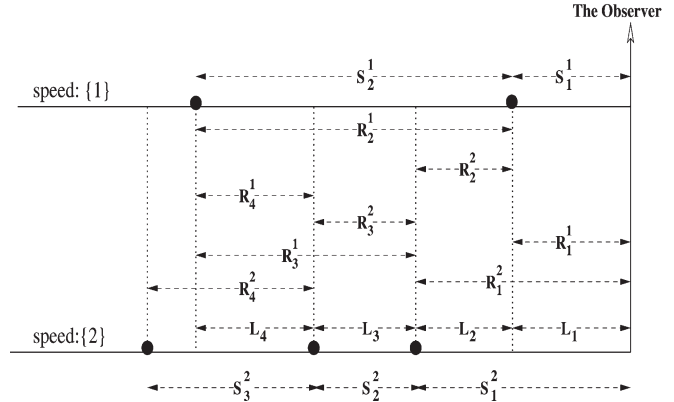 The Observer
S_2^1 S_1^1
speed: {1}
R_2^1
R_2^2
R_4^1
R_3^2
R_1^1
R_3^1
R_1^2
R_4^2
L_4 L_3 L_2 L_1
speed:{2}
S_3^2 S_2^2 S_1^2